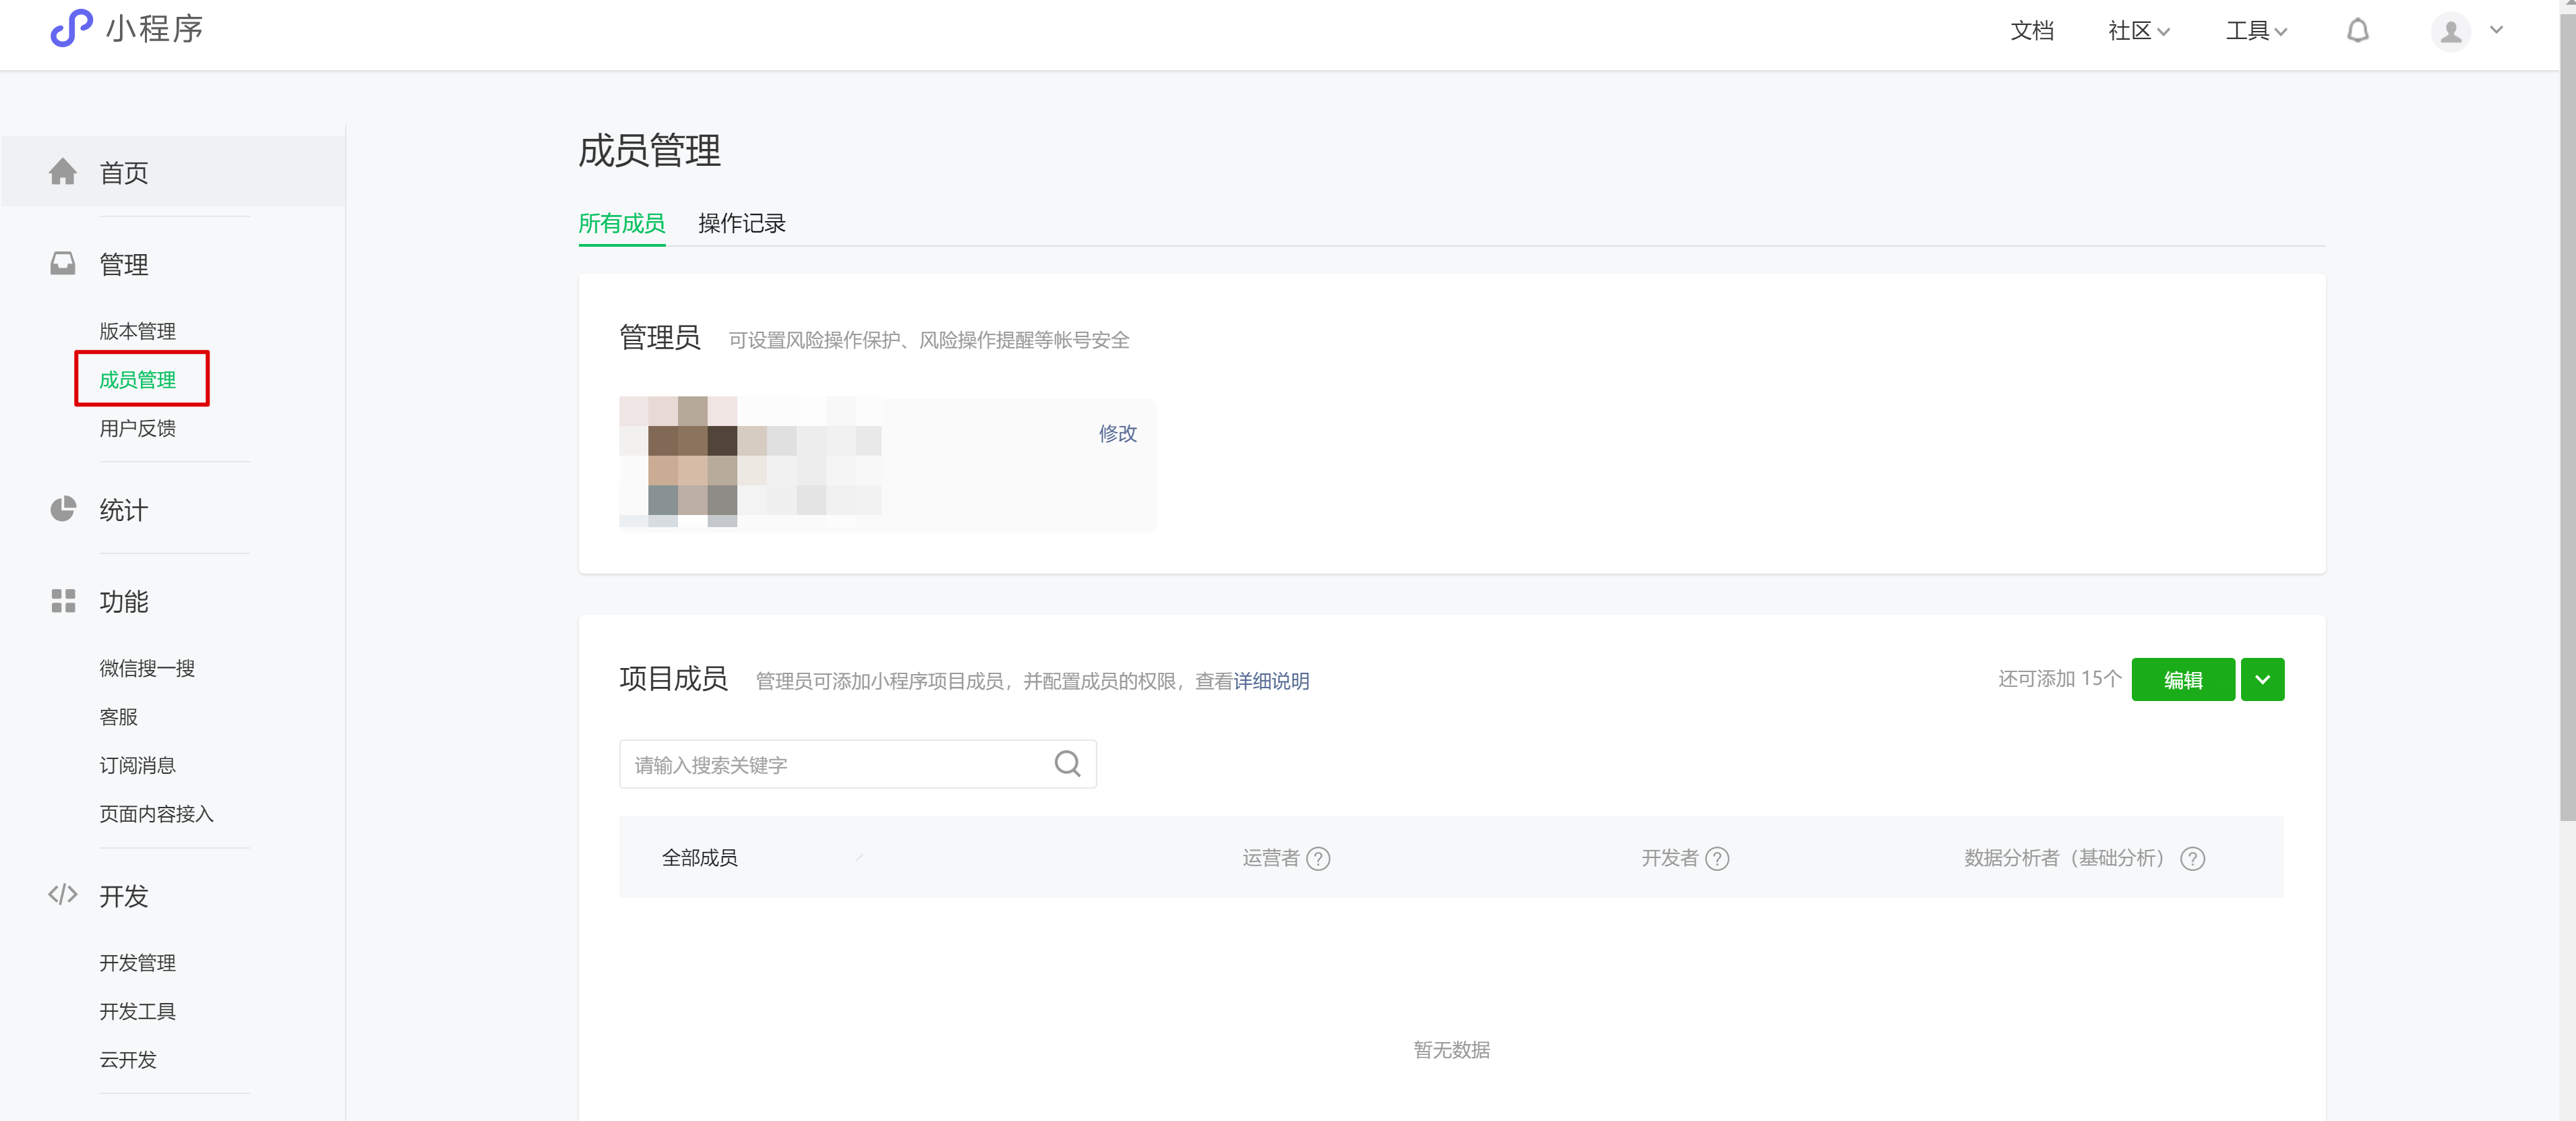 小程序
文档 社区 工具
首页
管理
版本管理
成员管理
用户反馈
统计
功能
微信搜一搜
客服
订阅消息
页面内容接入
开发
开发管理
开发工具
云开发
成员管理
所有成员 操作记录
管理员 可设置风险操作保护、风险操作提醒等帐号安全
修改
项目成员 管理员可添加小程序项目成员，并配置成员的权限，查看详细说明
还可添加 15个 编辑
请输入搜索关键字
全部成员 运营者 ? 开发者 ? 数据分析者（基础分析） ?
暂无数据